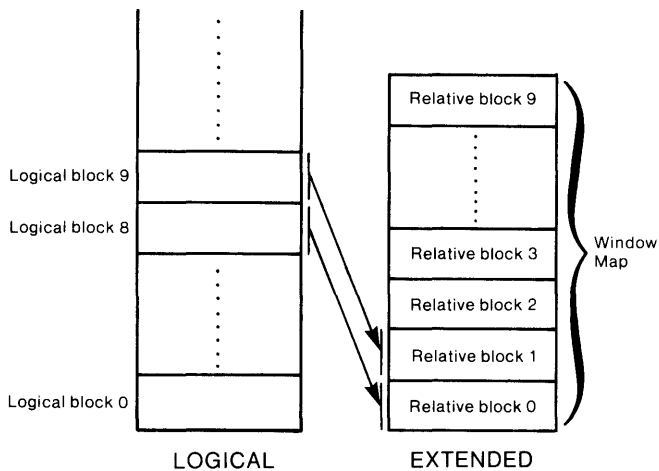 Logical block 9
Logical block 8
Logical block 0
LOGICAL
Relative block 9
Relative block 3
Relative block 2
Relative block 1
Relative block 0
EXTENDED
Window
Map